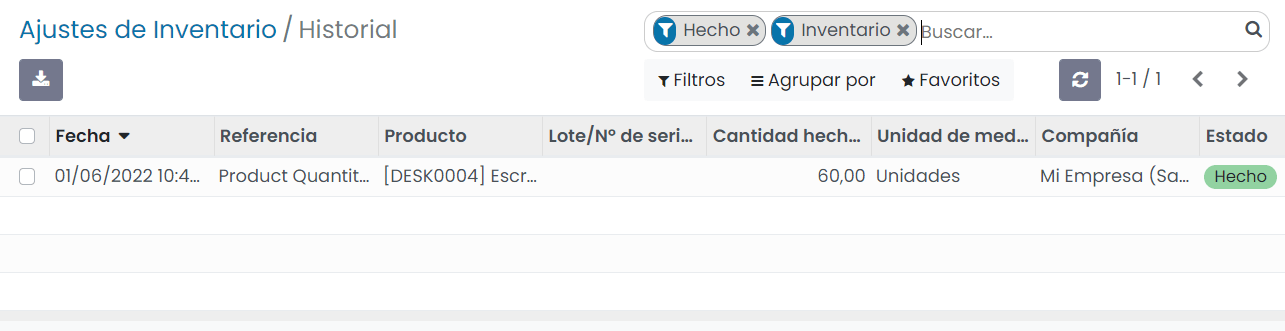 Ajustes de Inventario / Historial
Hecho Inventario Buscar...
Filtros Agrupar por Favoritos 1-1 / 1
Fecha Referencia Producto Lote/Nº de seri... Cantidad hech... Unidad de med... Compañía Estado
01/06/2022 10:4... Product Quantit... [DESK0004] Escr... 60,00 Unidades Mi Empresa (Sa... Hecho